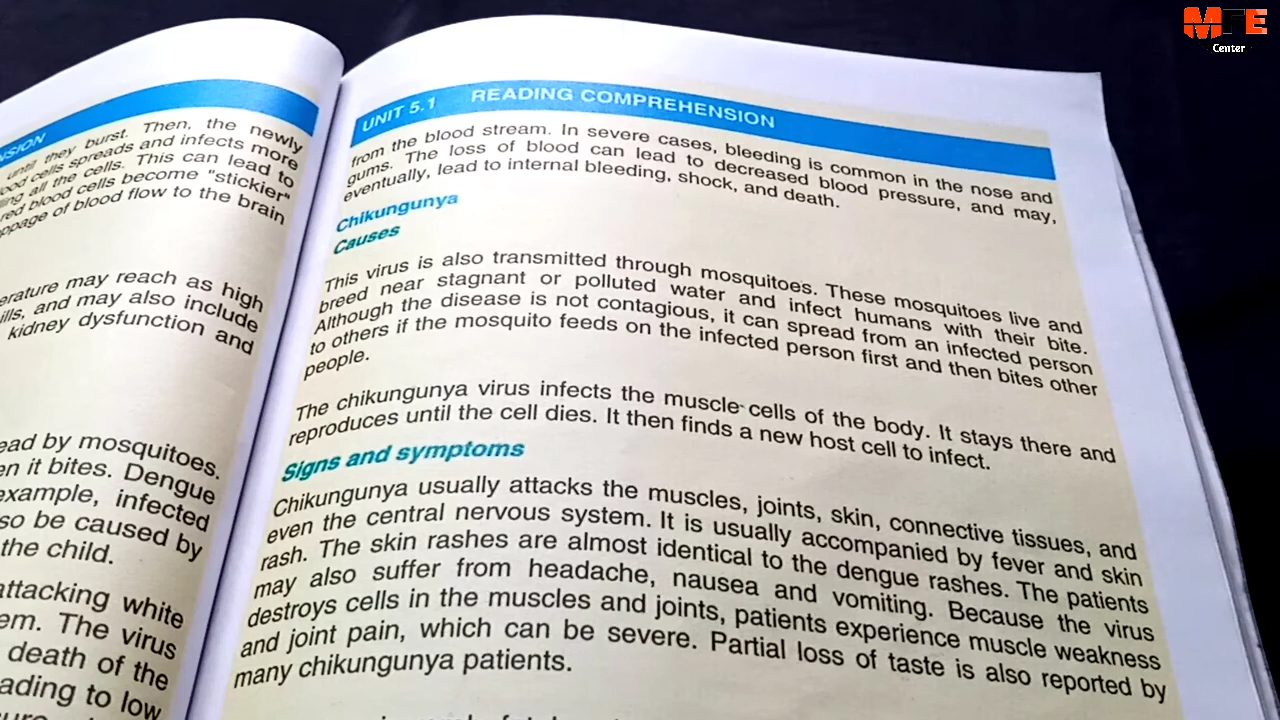 NSION
until they burst. Then, the newly
ood cells spreads and infects more
ling all the cells. This can lead to
red blood cells become "stickier"
ppage of blood flow to the brain
erature may reach as high
ills, and may also include
kidney dysfunction and
ead by mosquitoes.
en it bites. Dengue
example, infected
so be caused by
the child.
attacking white
em. The virus
death of the
ading to low
UNIT 5.1 READING COMPREHENSION
from the blood stream. In severe cases, bleeding is common in the nose and
gums. The loss of blood can lead to decreased blood pressure, and may,
eventually, lead to internal bleeding, shock, and death.
Chikungunya
Causes
This virus is also transmitted through mosquitoes. These mosquitoes live and
breed near stagnant or polluted water and infect humans with their bite.
Although the disease is not contagious, it can spread from an infected person
to others if the mosquito feeds on the infected person first and then bites other
people.
The chikungunya virus infects the muscle cells of the body. It stays there and
reproduces until the cell dies. It then finds a new host cell to infect.
Signs and symptoms
Chikungunya usually attacks the muscles, joints, skin, connective tissues, and
even the central nervous system. It is usually accompanied by fever and skin
rash. The skin rashes are almost identical to the dengue rashes. The patients
may also suffer from headache, nausea and vomiting. Because the virus
destroys cells in the muscles and joints, patients experience muscle weakness
and joint pain, which can be severe. Partial loss of taste is also reported by
many chikungunya patients.
Center